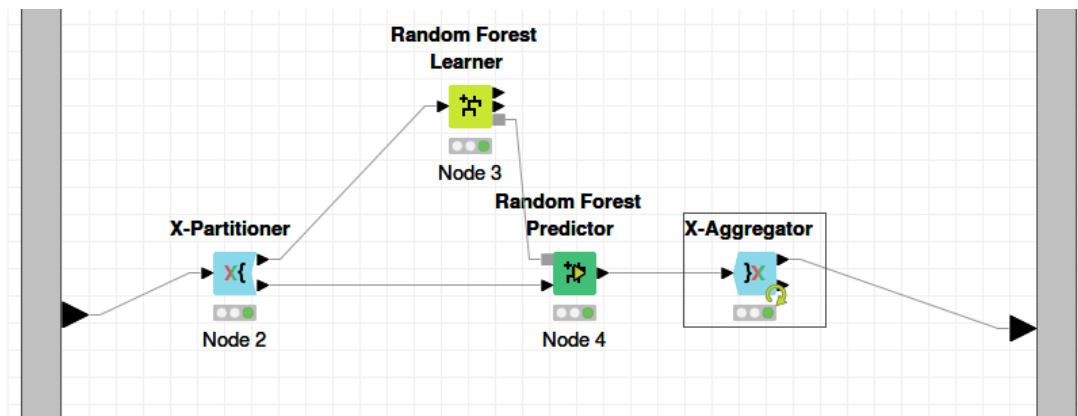 Random Forest
Learner
Node 3
Random Forest
Predictor
X-Partitioner
X-Aggregator
X{
}X
Node 2
Node 4